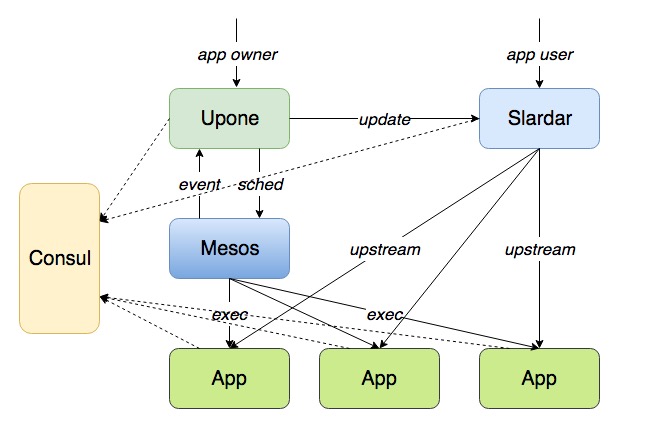 app owner
app user
Upone
update
Slardar
event
sched
Consul
Mesos
upstream
upstream
exec
exec
App
App
App